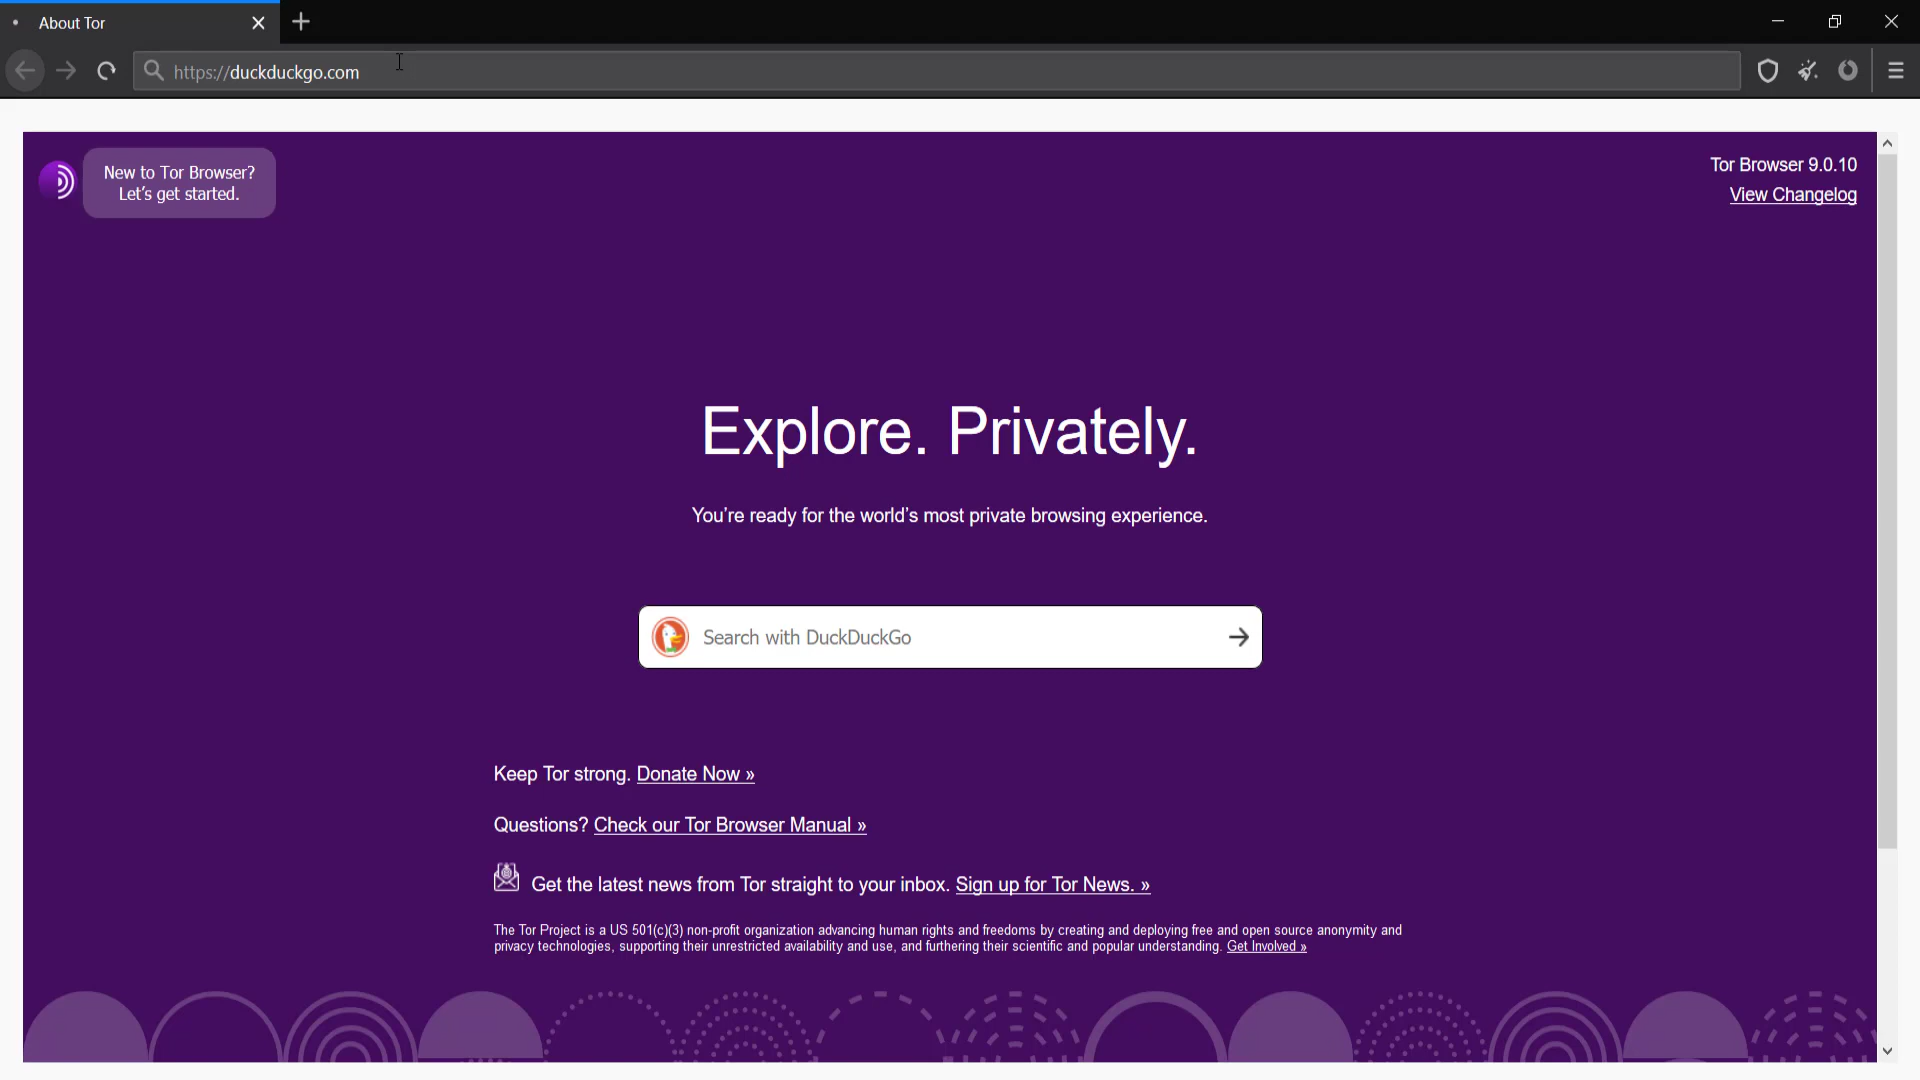 About Tor
https://duckduckgo.com
New to Tor Browser?
Let's get started.
Tor Browser 9.0.10
View Changelog
Explore. Privately.
You're ready for the world's most private browsing experience.
Search with DuckDuckGo
Keep Tor strong. Donate Now »
Questions? Check our Tor Browser Manual »
Get the latest news from Tor straight to your inbox. Sign up for Tor News. »
The Tor Project is a US 501(c)(3) non-profit organization advancing human rights and freedoms by creating and deploying free and open source anonymity and
privacy technologies, supporting their unrestricted availability and use, and furthering their scientific and popular understanding. Get Involved »